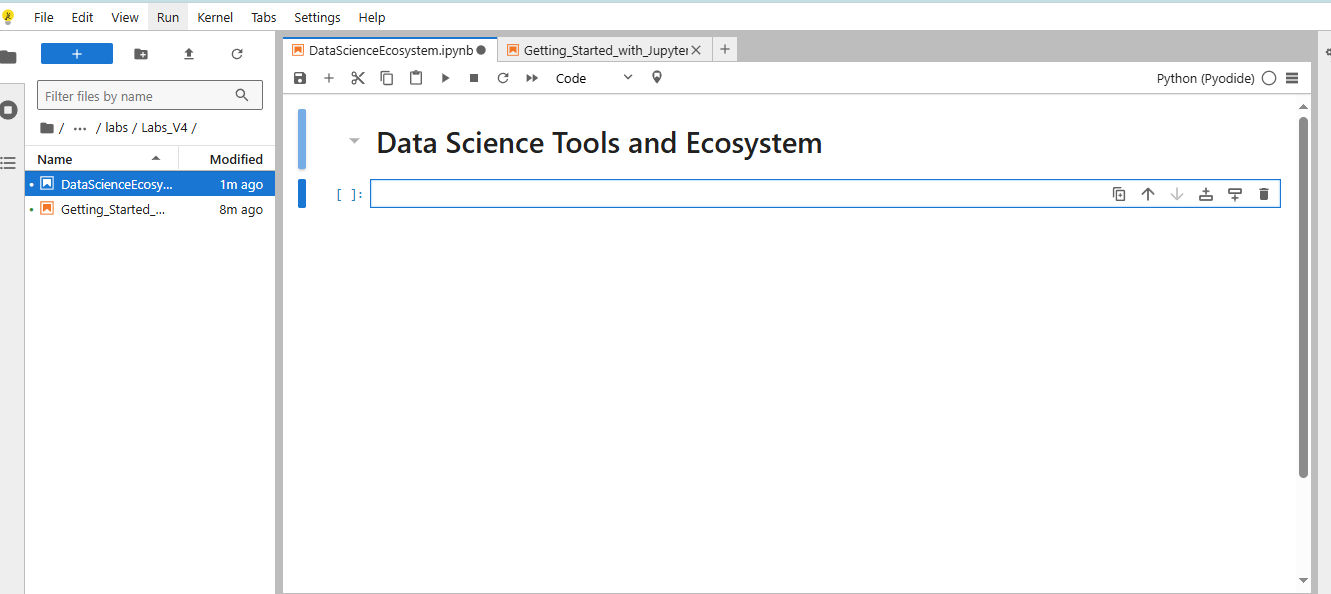 File Edit View Run Kernel Tabs Settings Help
+
DataScienceEcosystem.ipynb
Getting_Started_with_Jupyter
Filter files by name
/ ... / labs / Labs_V4 /
Name Modified
DataScienceEcosy... 1m ago
Getting_Started_... 8m ago
Code
Python (Pyodide)
Data Science Tools and Ecosystem
[ ]: